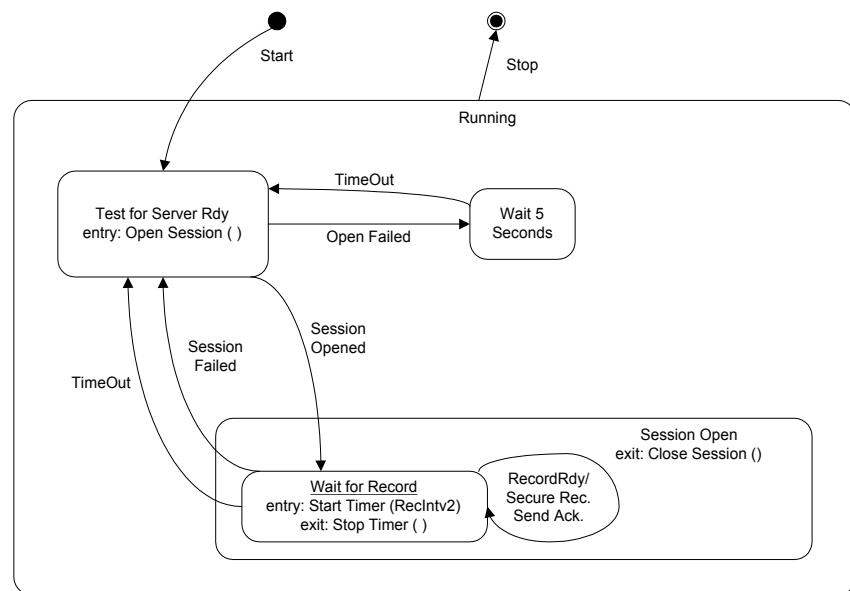 Start
Stop
Running
TimeOut
Test for Server Rdy
entry: Open Session ( )
Wait 5
Seconds
Open Failed
Session
Opened
Session
Failed
TimeOut
Session Open
exit: Close Session ()
Wait for Record
entry: Start Timer (RecIntv2)
exit: Stop Timer ( )
RecordRdy/
Secure Rec.
Send Ack.